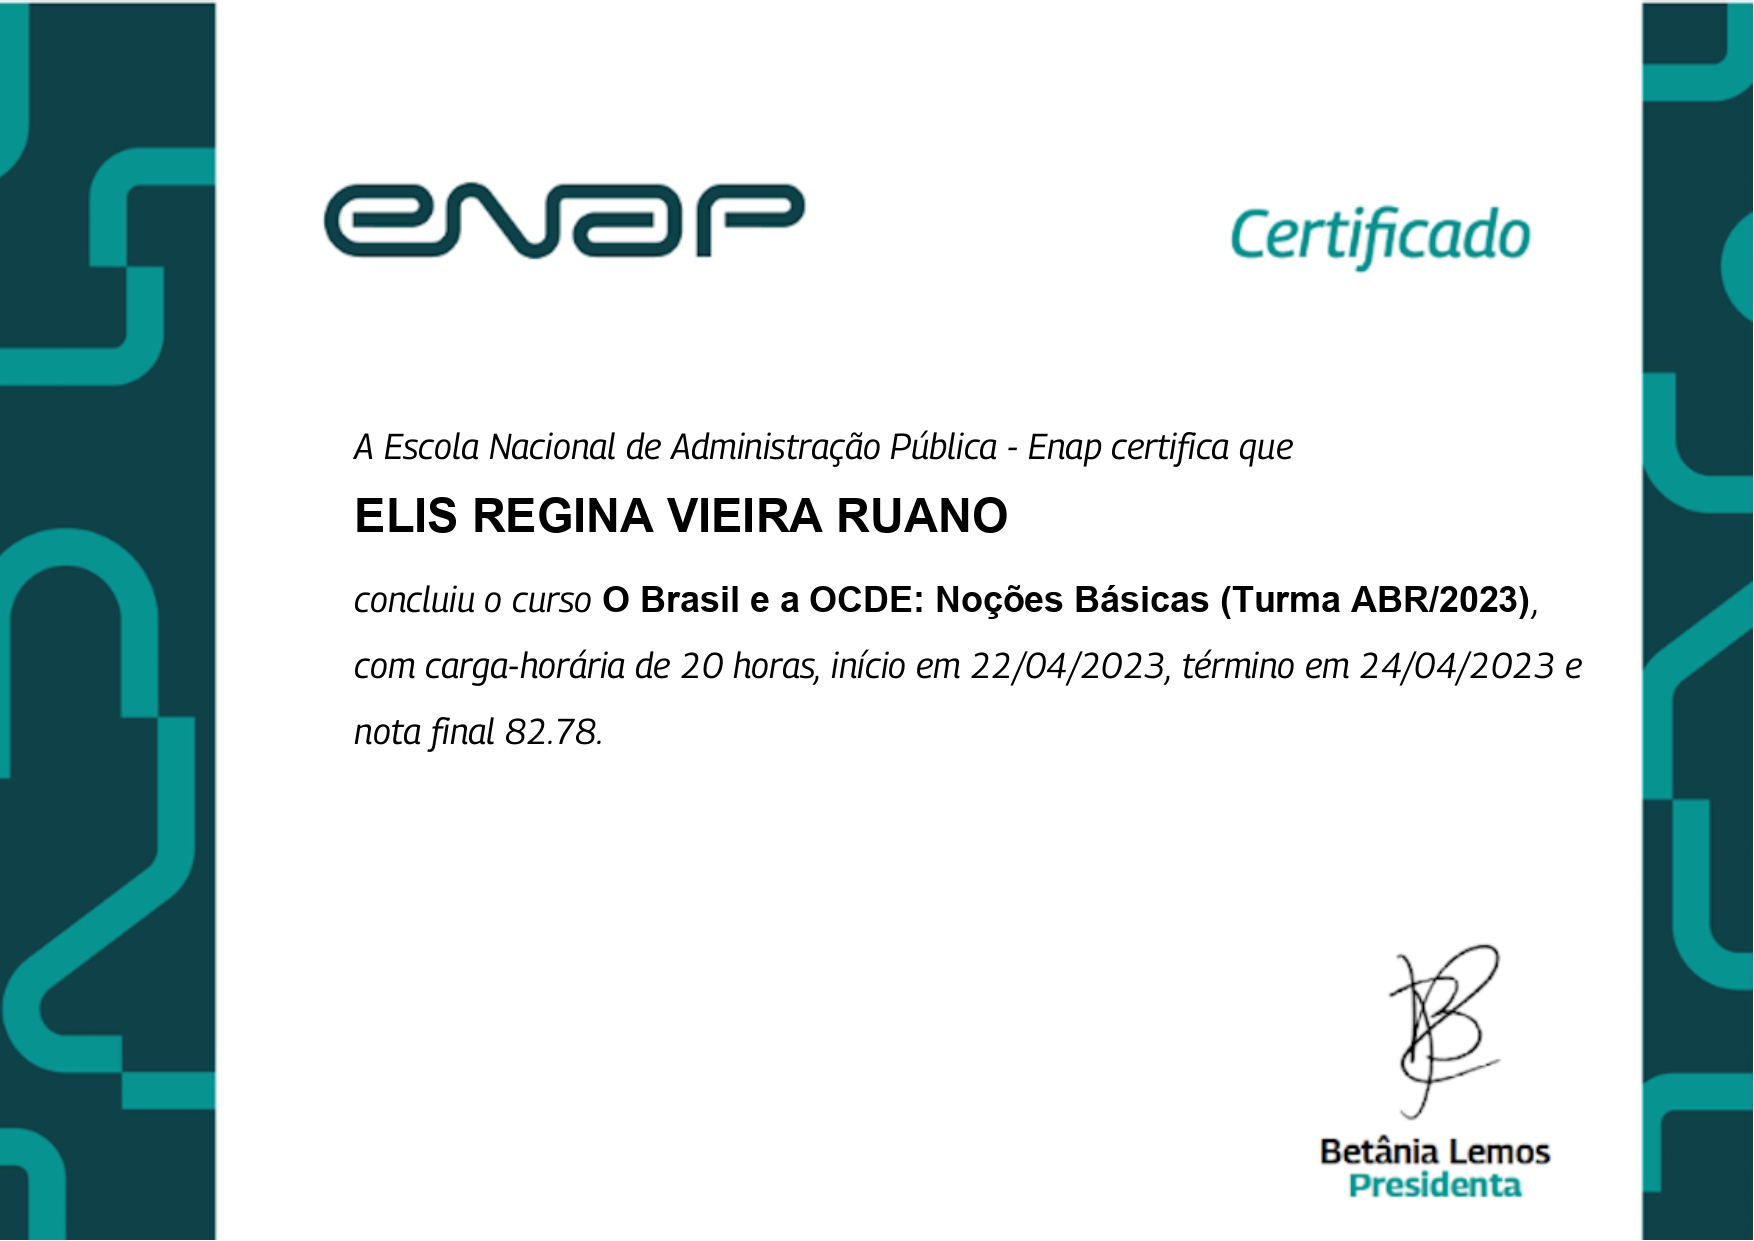 enap
Certificado
A Escola Nacional de Administração Pública - Enap certifica que
ELIS REGINA VIEIRA RUANO
concluiu o curso O Brasil e a OCDE: Noções Básicas (Turma ABR/2023),
com carga-horária de 20 horas, início em 22/04/2023, término em 24/04/2023 e
nota final 82.78.
Betânia Lemos
Presidenta